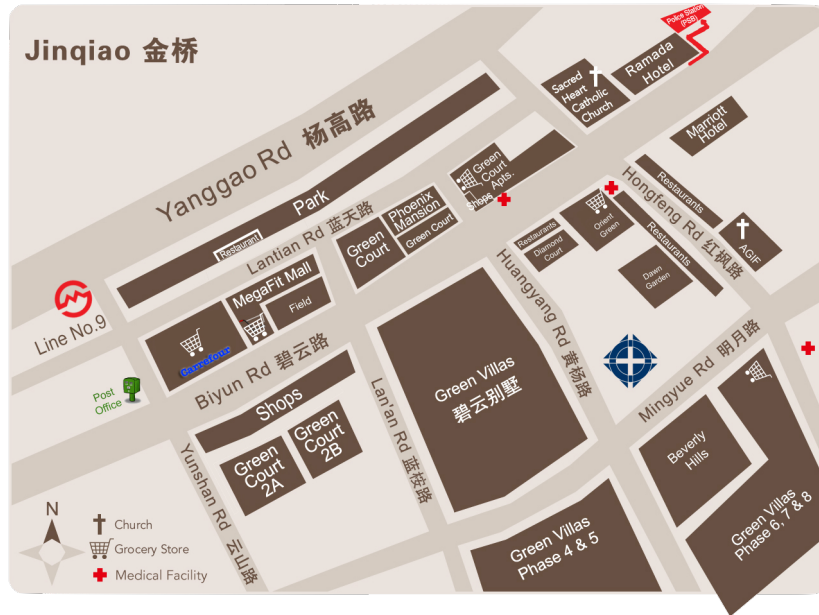 Jinqiao 金桥
Police Station
(PSB)
Ramada
Hotel
Sacred
Heart
Catholic
Church
Marriott
Hotel
Yanggao Rd 杨高路
Park
Restaurant
Lantian Rd 蓝天路
Green
Court
Apts.
Shops
Phoenix
Mansion
Green Court
Green
Court
Restaurants
Hongfeng Rd 红枫路
Orient
Green
Restaurants
Restaurants
Diamond
Court
AGIF
Dawn
Garden
MegaFit Mall
Field
Line No.9
Carrefour
Biyun Rd 碧云路
Huangyang Rd 黄杨路
Mingyue Rd 明月路
Post
Office
Shops
Green
Court
2A
Green
Court
2B
Lan'an Rd 蓝桉路
Green Villas
碧云别墅
Beverly
Hills
Yunshan Rd 云山路
Green Villas
Phase 4 & 5
Green Villas
Phase 6, 7 & 8
N
Church
Grocery Store
Medical Facility